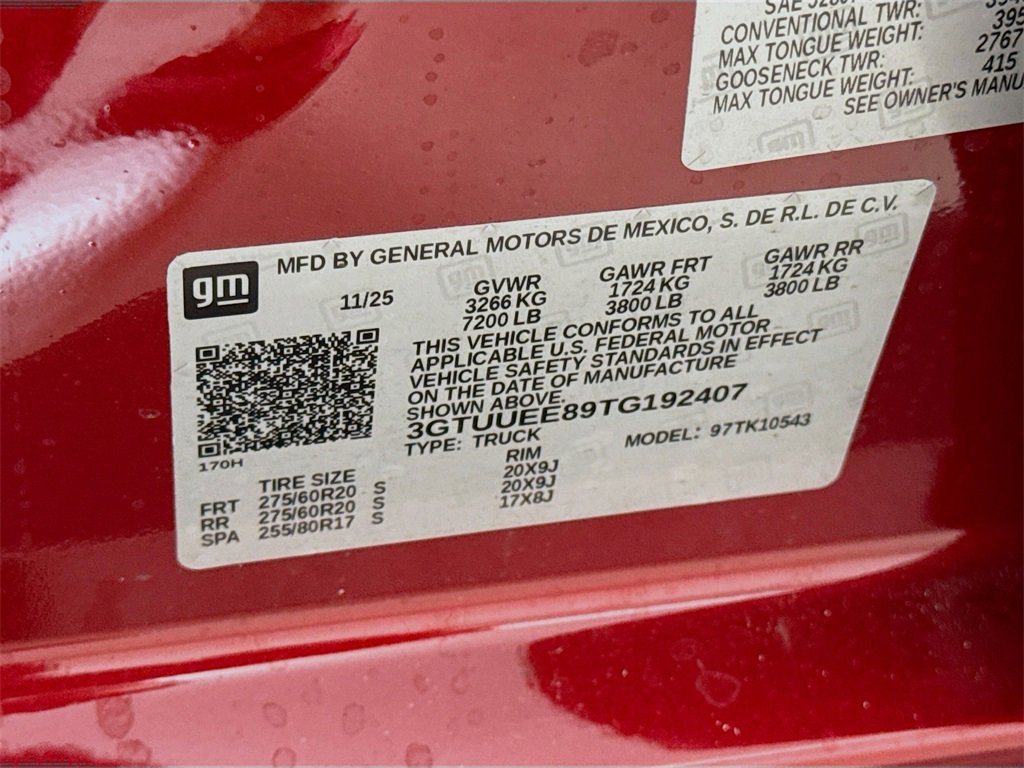 CONVENTIONAL TWR:
MAX TONGUE WEIGHT:
GOOSENECK TWR: 2767
MAX TONGUE WEIGHT: 415
SEE OWNER'S
gm
MFD BY GENERAL MOTORS DE MEXICO, S. DE R.L. DE C.V.
11/25 GVWR GAWR FRT GAWR RR
3266 KG 1724 KG 1724 KG
7200 LB 3800 LB 3800 LB
THIS VEHICLE CONFORMS TO ALL
APPLICABLE U.S. FEDERAL MOTOR
VEHICLE SAFETY STANDARDS IN EFFECT
ON THE DATE OF MANUFACTURE
SHOWN ABOVE.
3GTUUEE89TG192407
TYPE: TRUCK MODEL: 97TK10543
170H
TIRE SIZE RIM
FRT 275/60R20 S 20X9J
RR 275/60R20 S 20X9J
SPA 255/80R17 S 17X8J